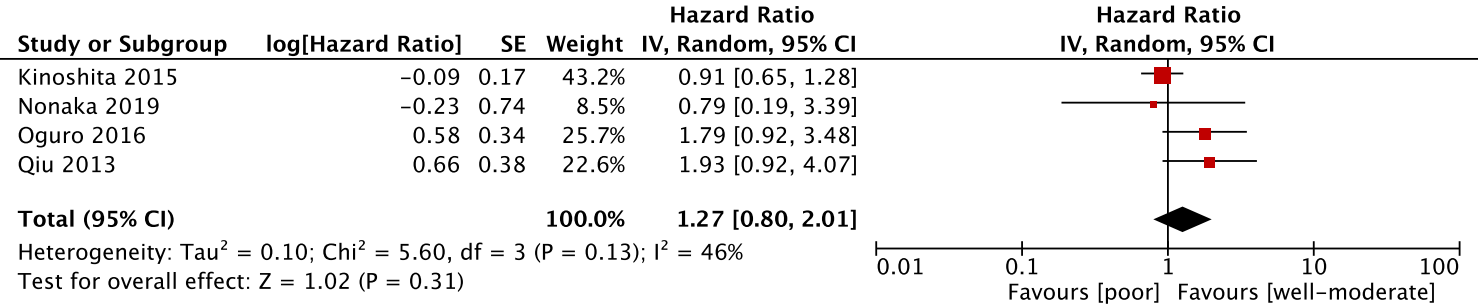 Hazard Ratio Hazard Ratio
Study or Subgroup log[Hazard Ratio] SE Weight IV, Random, 95% CI IV, Random, 95% CI
Kinoshita 2015 −0.09 0.17 43.2% 0.91 [0.65, 1.28]
Nonaka 2019 −0.23 0.74 8.5% 0.79 [0.19, 3.39]
Oguro 2016 0.58 0.34 25.7% 1.79 [0.92, 3.48]
Qiu 2013 0.66 0.38 22.6% 1.93 [0.92, 4.07]
Total (95% CI) 100.0% 1.27 [0.80, 2.01]
Heterogeneity: Tau² = 0.10; Chi² = 5.60, df = 3 (P = 0.13); I² = 46%
Test for overall effect: Z = 1.02 (P = 0.31)
0.01 0.1 1 10 100
Favours [poor] Favours [well−moderate]